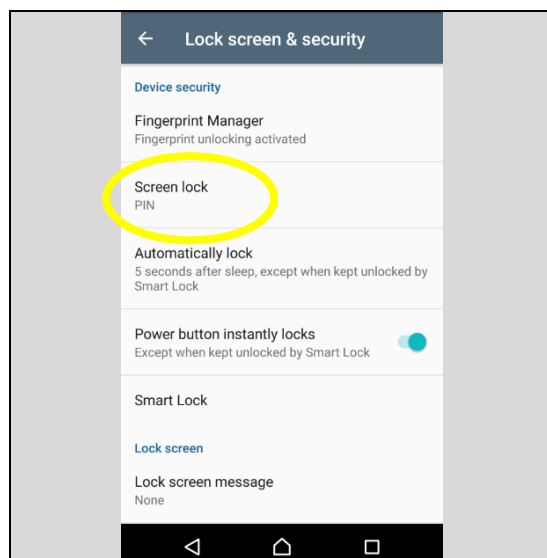 Lock screen & security
Device security
Fingerprint Manager
Fingerprint unlocking activated
Screen lock
PIN
Automatically lock
5 seconds after sleep, except when kept unlocked by
Smart Lock
Power button instantly locks
Except when kept unlocked by Smart Lock
Smart Lock
Lock screen
Lock screen message
None